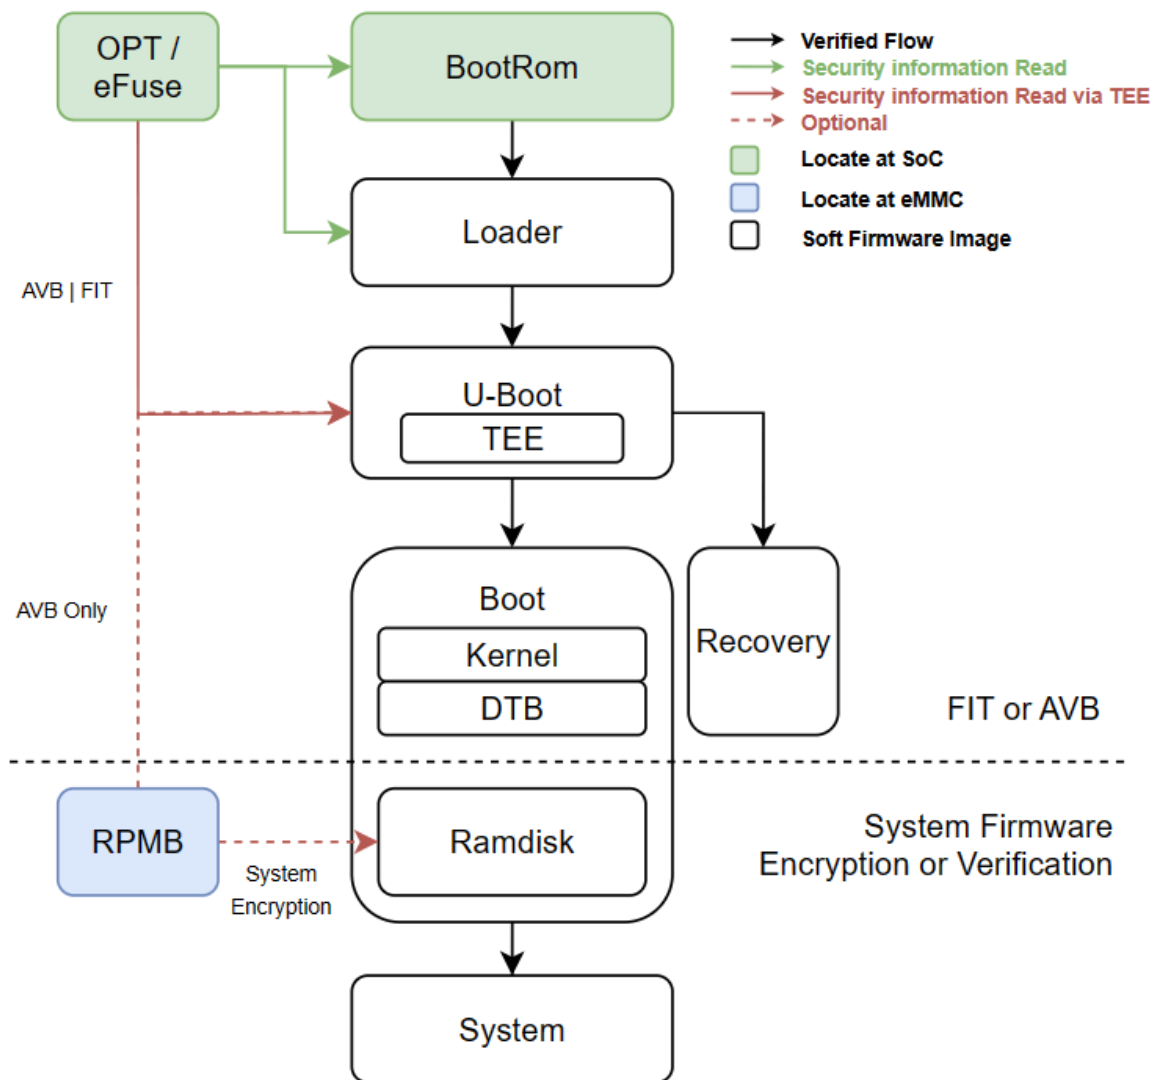 OPT /
eFuse
BootRom
Verified Flow
Security information Read
Security information Read via TEE
Optional
Locate at SoC
Locate at eMMC
Soft Firmware Image
Loader
AVB | FIT
U-Boot
TEE
Boot
Kernel
DTB
Recovery
AVB Only
FIT or AVB
RPMB
System
Encryption
Ramdisk
System Firmware
Encryption or Verification
System